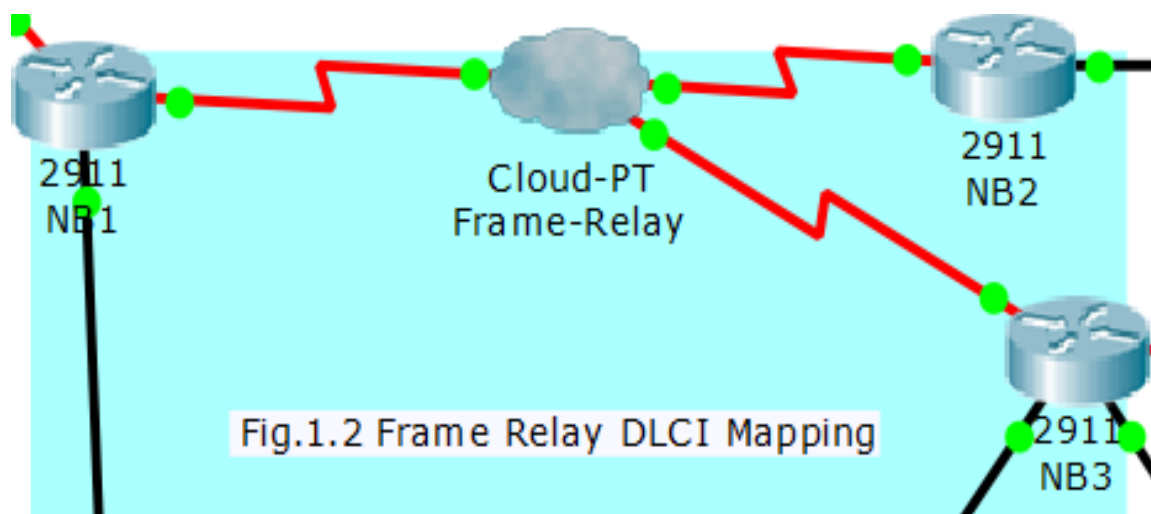 2911
NB1
Cloud-PT
Frame-Relay
2911
NB2
Fig.1.2 Frame Relay DLCI Mapping
2911
NB3